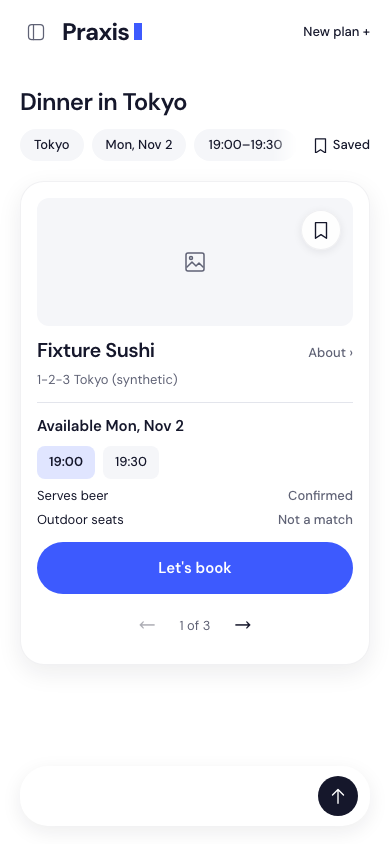 Praxis
New plan +
Dinner in Tokyo
Tokyo
Mon, Nov 2
19:00–19:30
Saved
Fixture Sushi
About ›
1-2-3 Tokyo (synthetic)
Available Mon, Nov 2
19:00
19:30
Serves beer
Confirmed
Outdoor seats
Not a match
Let's book
← 1 of 3 →